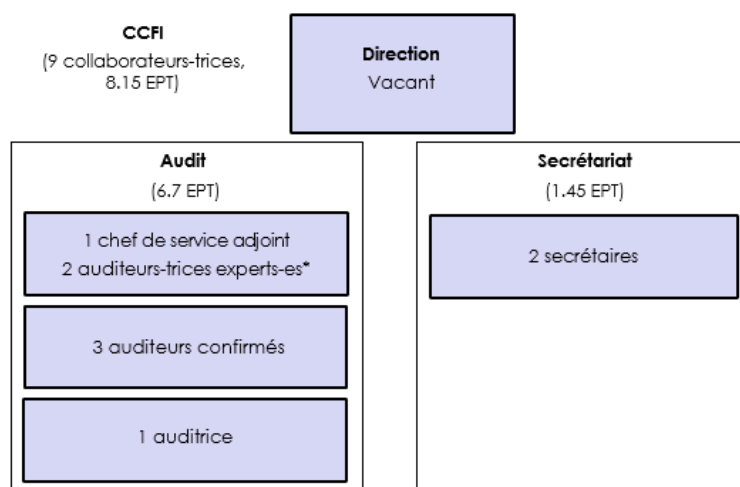 CCFI
(9 collaborateurs-trices,
8.15 EPT)
Direction
Vacant
Audit
(6.7 EPT)
1 chef de service adjoint
2 auditeurs-trices experts-es*
3 auditeurs confirmés
1 auditrice
Secrétariat
(1.45 EPT)
2 secrétaires